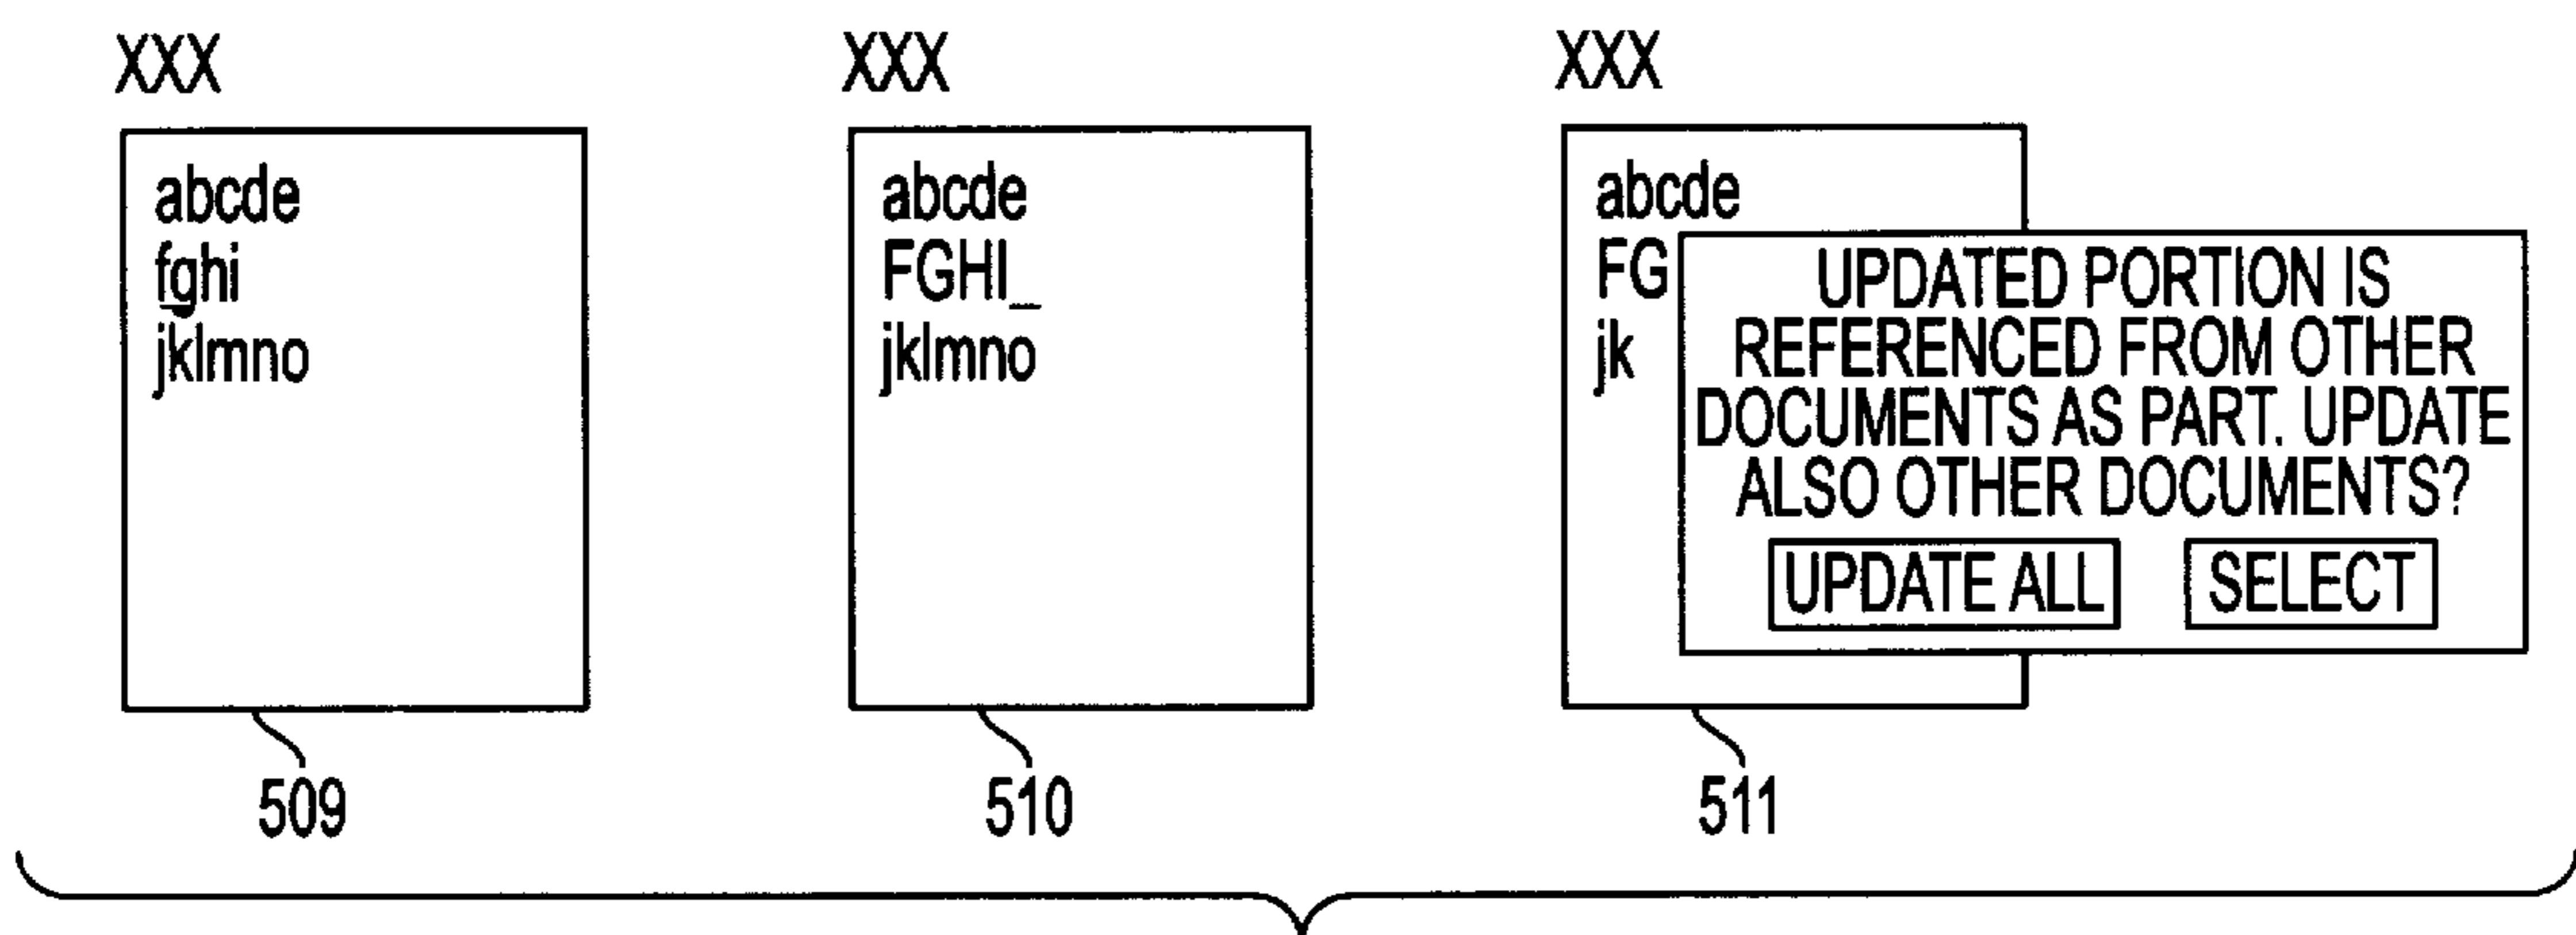 XXX
abcde
fghi
jklmno
509
XXX
abcde
FGHI_
jklmno
510
XXX
abcde
FG
jk
UPDATED PORTION IS
REFERENCED FROM OTHER
DOCUMENTS AS PART. UPDATE
ALSO OTHER DOCUMENTS?
UPDATE ALL
SELECT
511